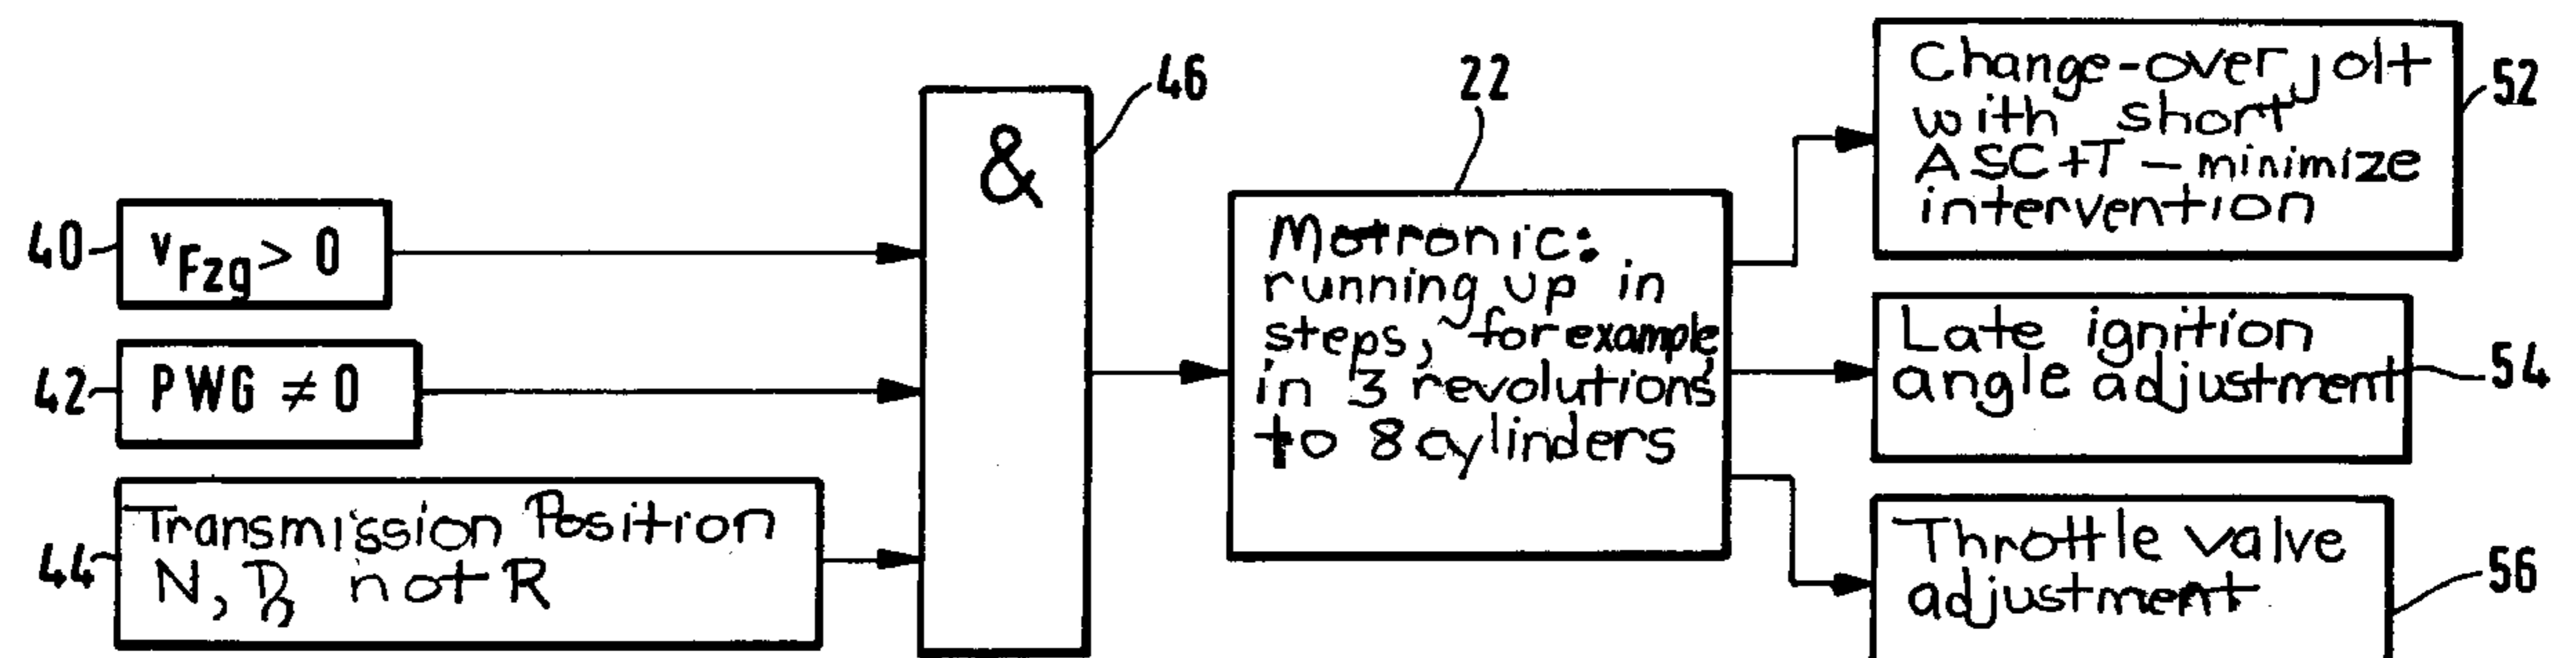 40
v_Fzg > 0
42
PWG ≠ 0
44
Transmission Position
N, D, not R
&
46
22
Motronic:
running up in
steps, for example
in 3 revolutions,
to 8 cylinders
Change-over jolt
with short
ASC+T - minimize
intervention
52
Late ignition
angle adjustment
54
Throttle valve
adjustment
56